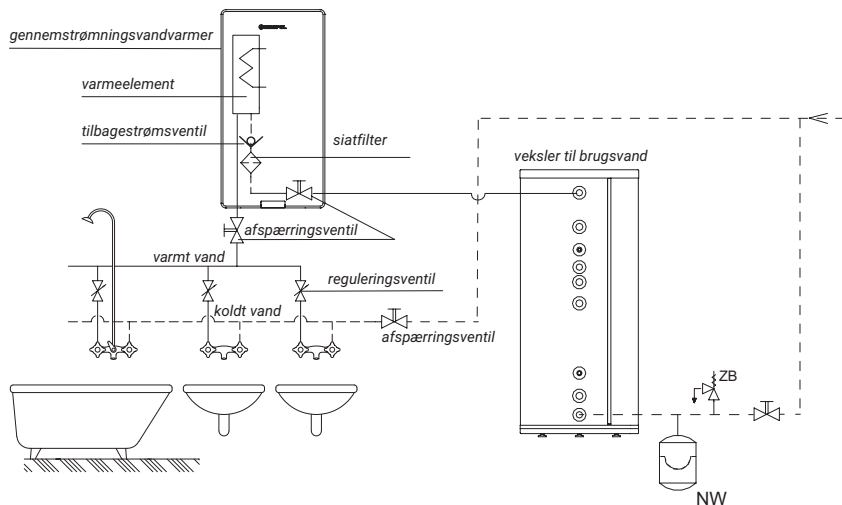 gennemstrømningsvandvarmer
varmeelement
tilbagestrømsventil
siatfilter
veksler til brugsvand
afspærringsventil
varmt vand
reguleringsventil
koldt vand
afspærringsventil
ZB
NW